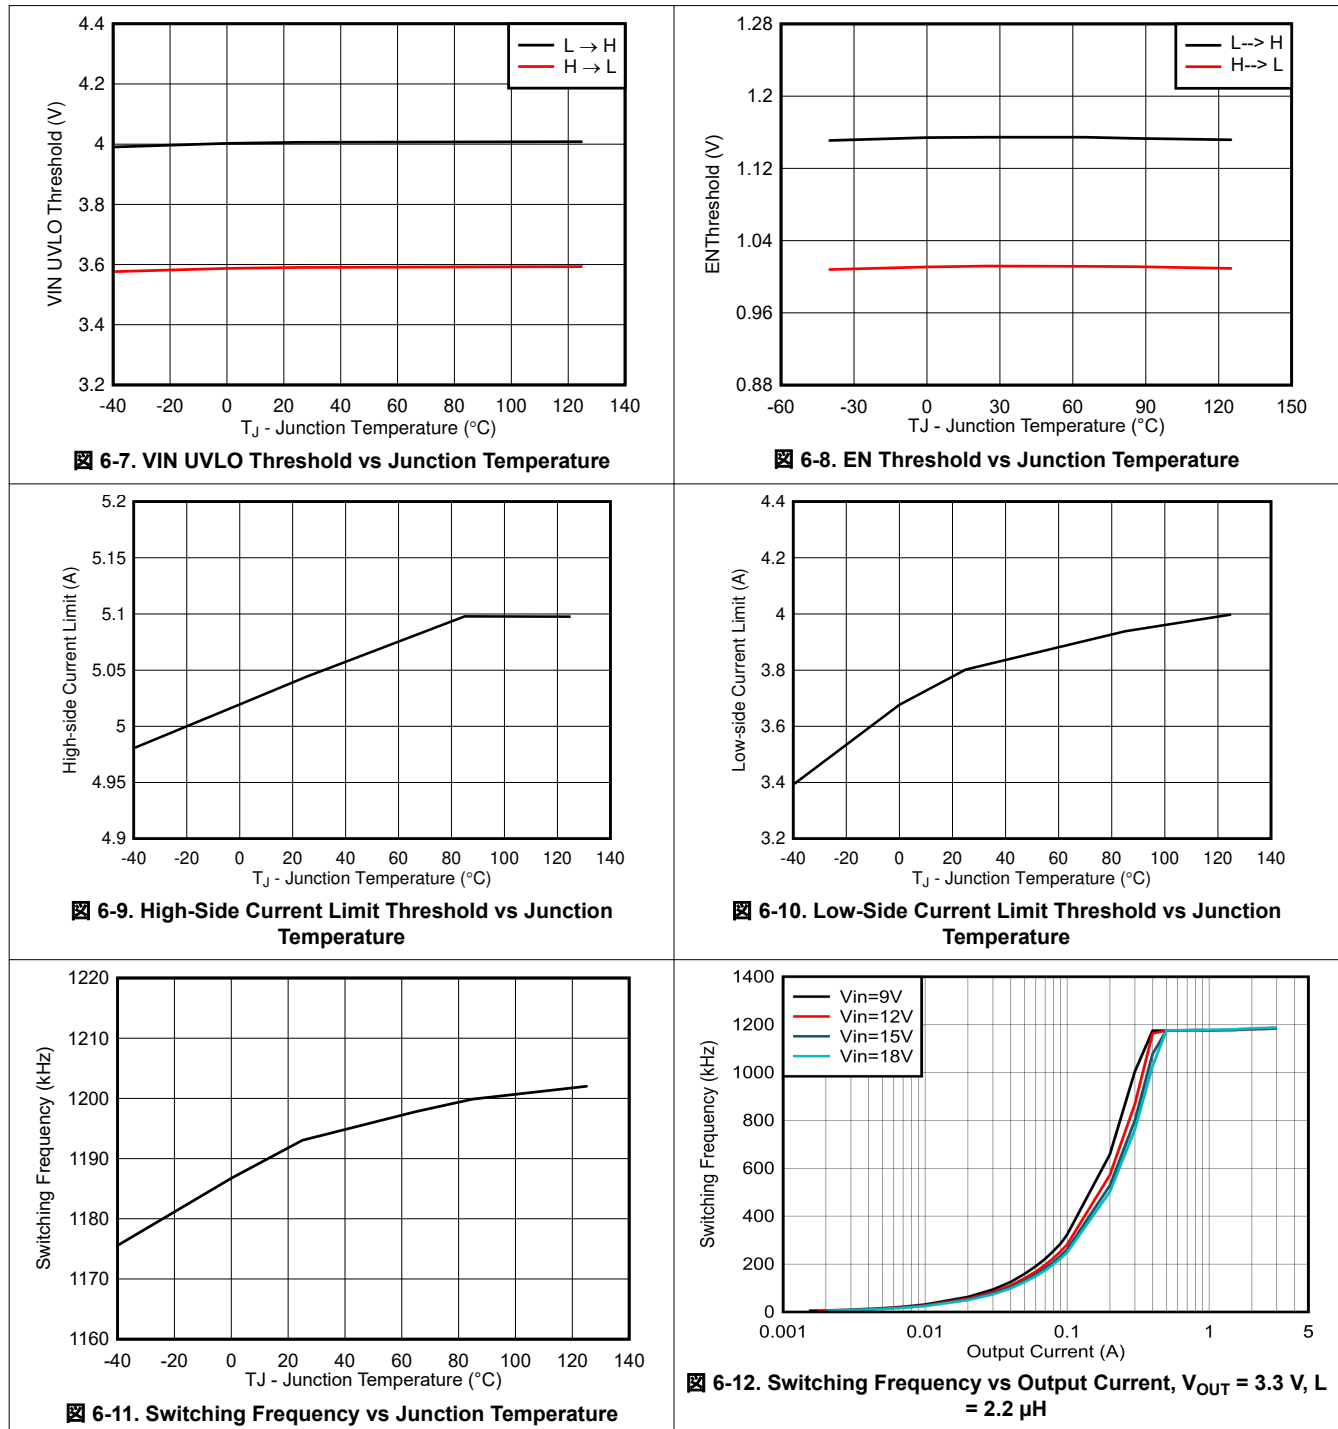 4.4
4.2
4
3.8
3.6
3.4
3.2
VIN UVLO Threshold (V)
L → H
H → L
-40 -20 0 20 40 60 80 100 120 140
TJ - Junction Temperature (°C)
図 6-7. VIN UVLO Threshold vs Junction Temperature
1.28
1.2
1.12
1.04
0.96
0.88
ENThreshold (V)
L--> H
H--> L
-60 -30 0 30 60 90 120 150
TJ - Junction Temperature (°C)
図 6-8. EN Threshold vs Junction Temperature
5.2
5.15
5.1
5.05
5
4.95
4.9
High-side Current Limit (A)
-40 -20 0 20 40 60 80 100 120 140
TJ - Junction Temperature (°C)
図 6-9. High-Side Current Limit Threshold vs Junction
Temperature
4.4
4.2
4
3.8
3.6
3.4
3.2
Low-side Current Limit (A)
-40 -20 0 20 40 60 80 100 120 140
TJ - Junction Temperature (°C)
図 6-10. Low-Side Current Limit Threshold vs Junction
Temperature
1220
1210
1200
1190
1180
1170
1160
Switching Frequency (kHz)
-40 -20 0 20 40 60 80 100 120 140
TJ - Junction Temperature (°C)
図 6-11. Switching Frequency vs Junction Temperature
1400
1200
1000
800
600
400
200
0
Switching Frequency (kHz)
Vin=9V
Vin=12V
Vin=15V
Vin=18V
0.001 0.01 0.1 1 5
Output Current (A)
図 6-12. Switching Frequency vs Output Current, VOUT = 3.3 V, L
= 2.2 µH